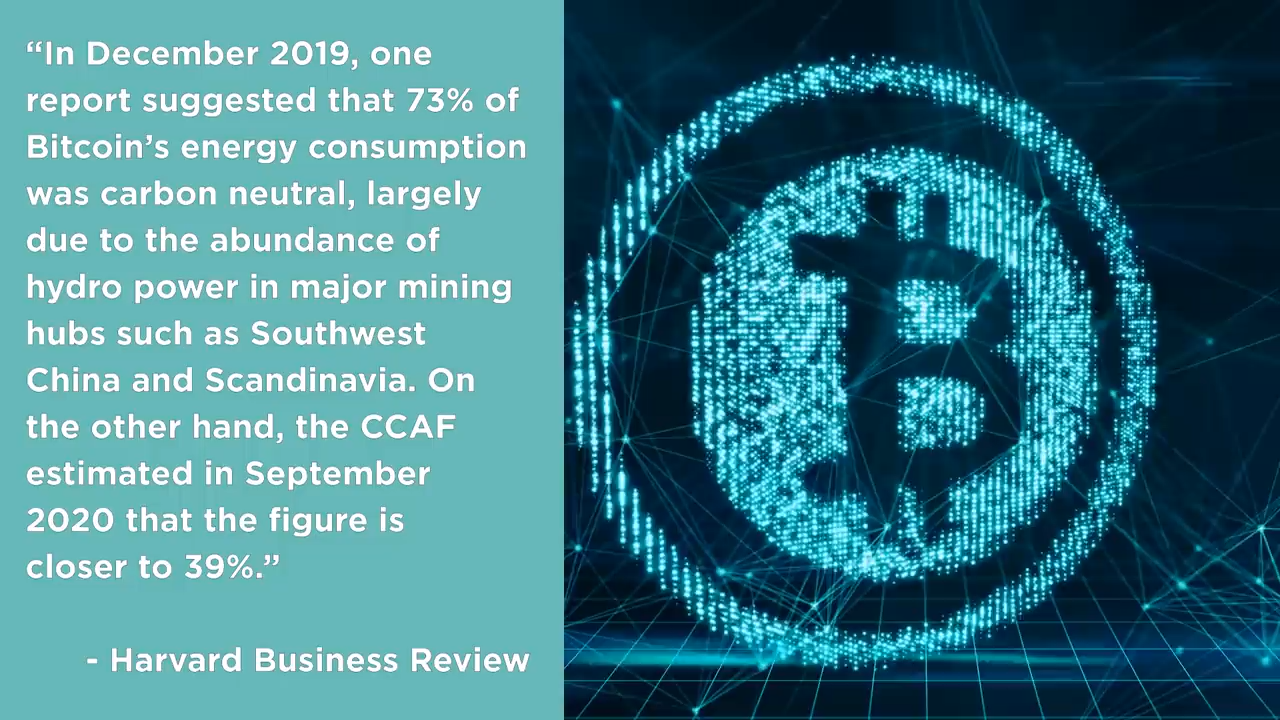 “In December 2019, one
report suggested that 73% of
Bitcoin’s energy consumption
was carbon neutral, largely
due to the abundance of
hydro power in major mining
hubs such as Southwest
China and Scandinavia. On
the other hand, the CCAF
estimated in September
2020 that the figure is
closer to 39%.”
- Harvard Business Review